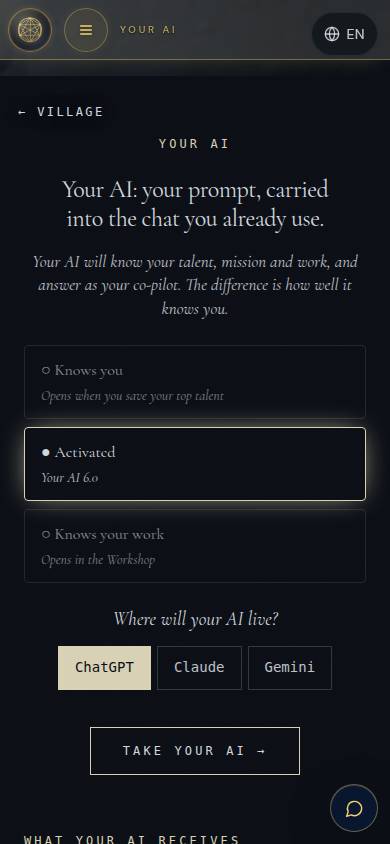 YOUR AI
EN
← VILLAGE
YOUR AI
Your AI: your prompt, carried
into the chat you already use.
Your AI will know your talent, mission and work, and
answer as your co-pilot. The difference is how well it
knows you.
○ Knows you
Opens when you save your top talent
● Activated
Your AI 6.0
○ Knows your work
Opens in the Workshop
Where will your AI live?
ChatGPT
Claude
Gemini
TAKE YOUR AI →
WHAT YOUR AI RECEIVES